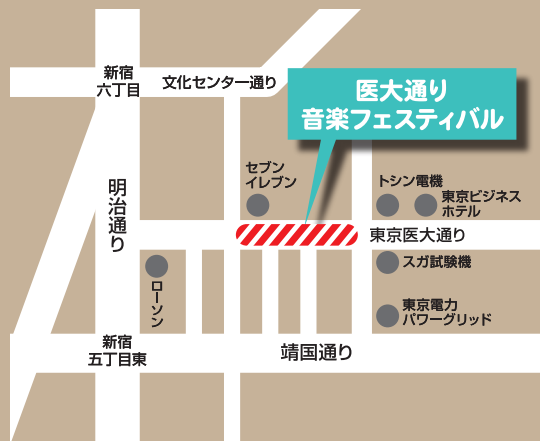 新宿
六丁目
文化センター通り
医大通り
音楽フェスティバル
セブン
イレブン
トシン電機
東京ビジネス
ホテル
明治通り
東京医大通り
スガ試験機
ローソン
東京電力
パワーグリッド
新宿
五丁目東
靖国通り